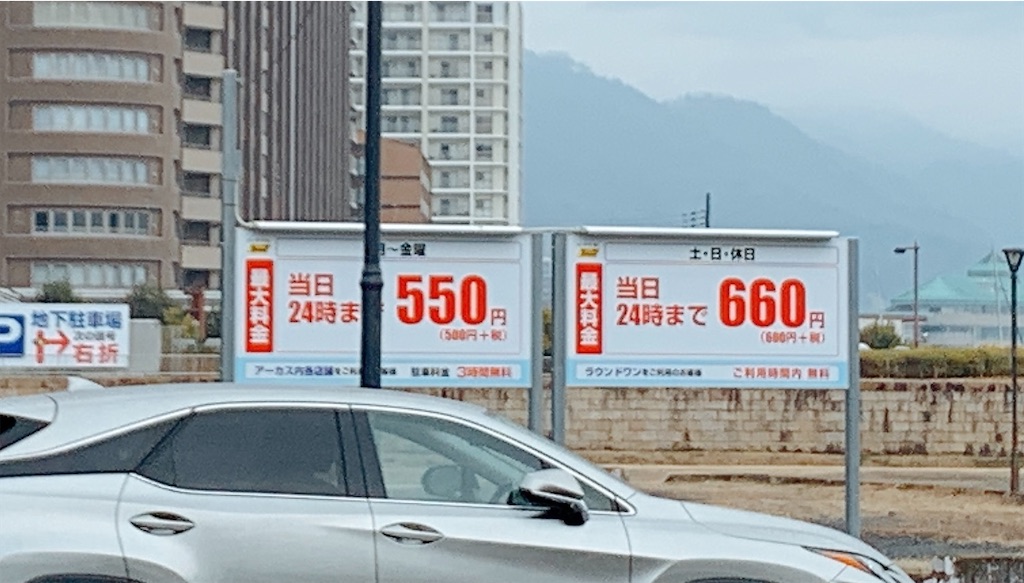 地下駐車場
次の信号
右折
P
～金曜
最大料金
当日
24時まで
550円
(500円+税)
アーカス内各店舗をご利用のお客様 駐車料金 3時間無料
土・日・休日
最大料金
当日
24時まで
660円
(600円+税)
ラウンドワンをご利用のお客様 ご利用時間内 無料